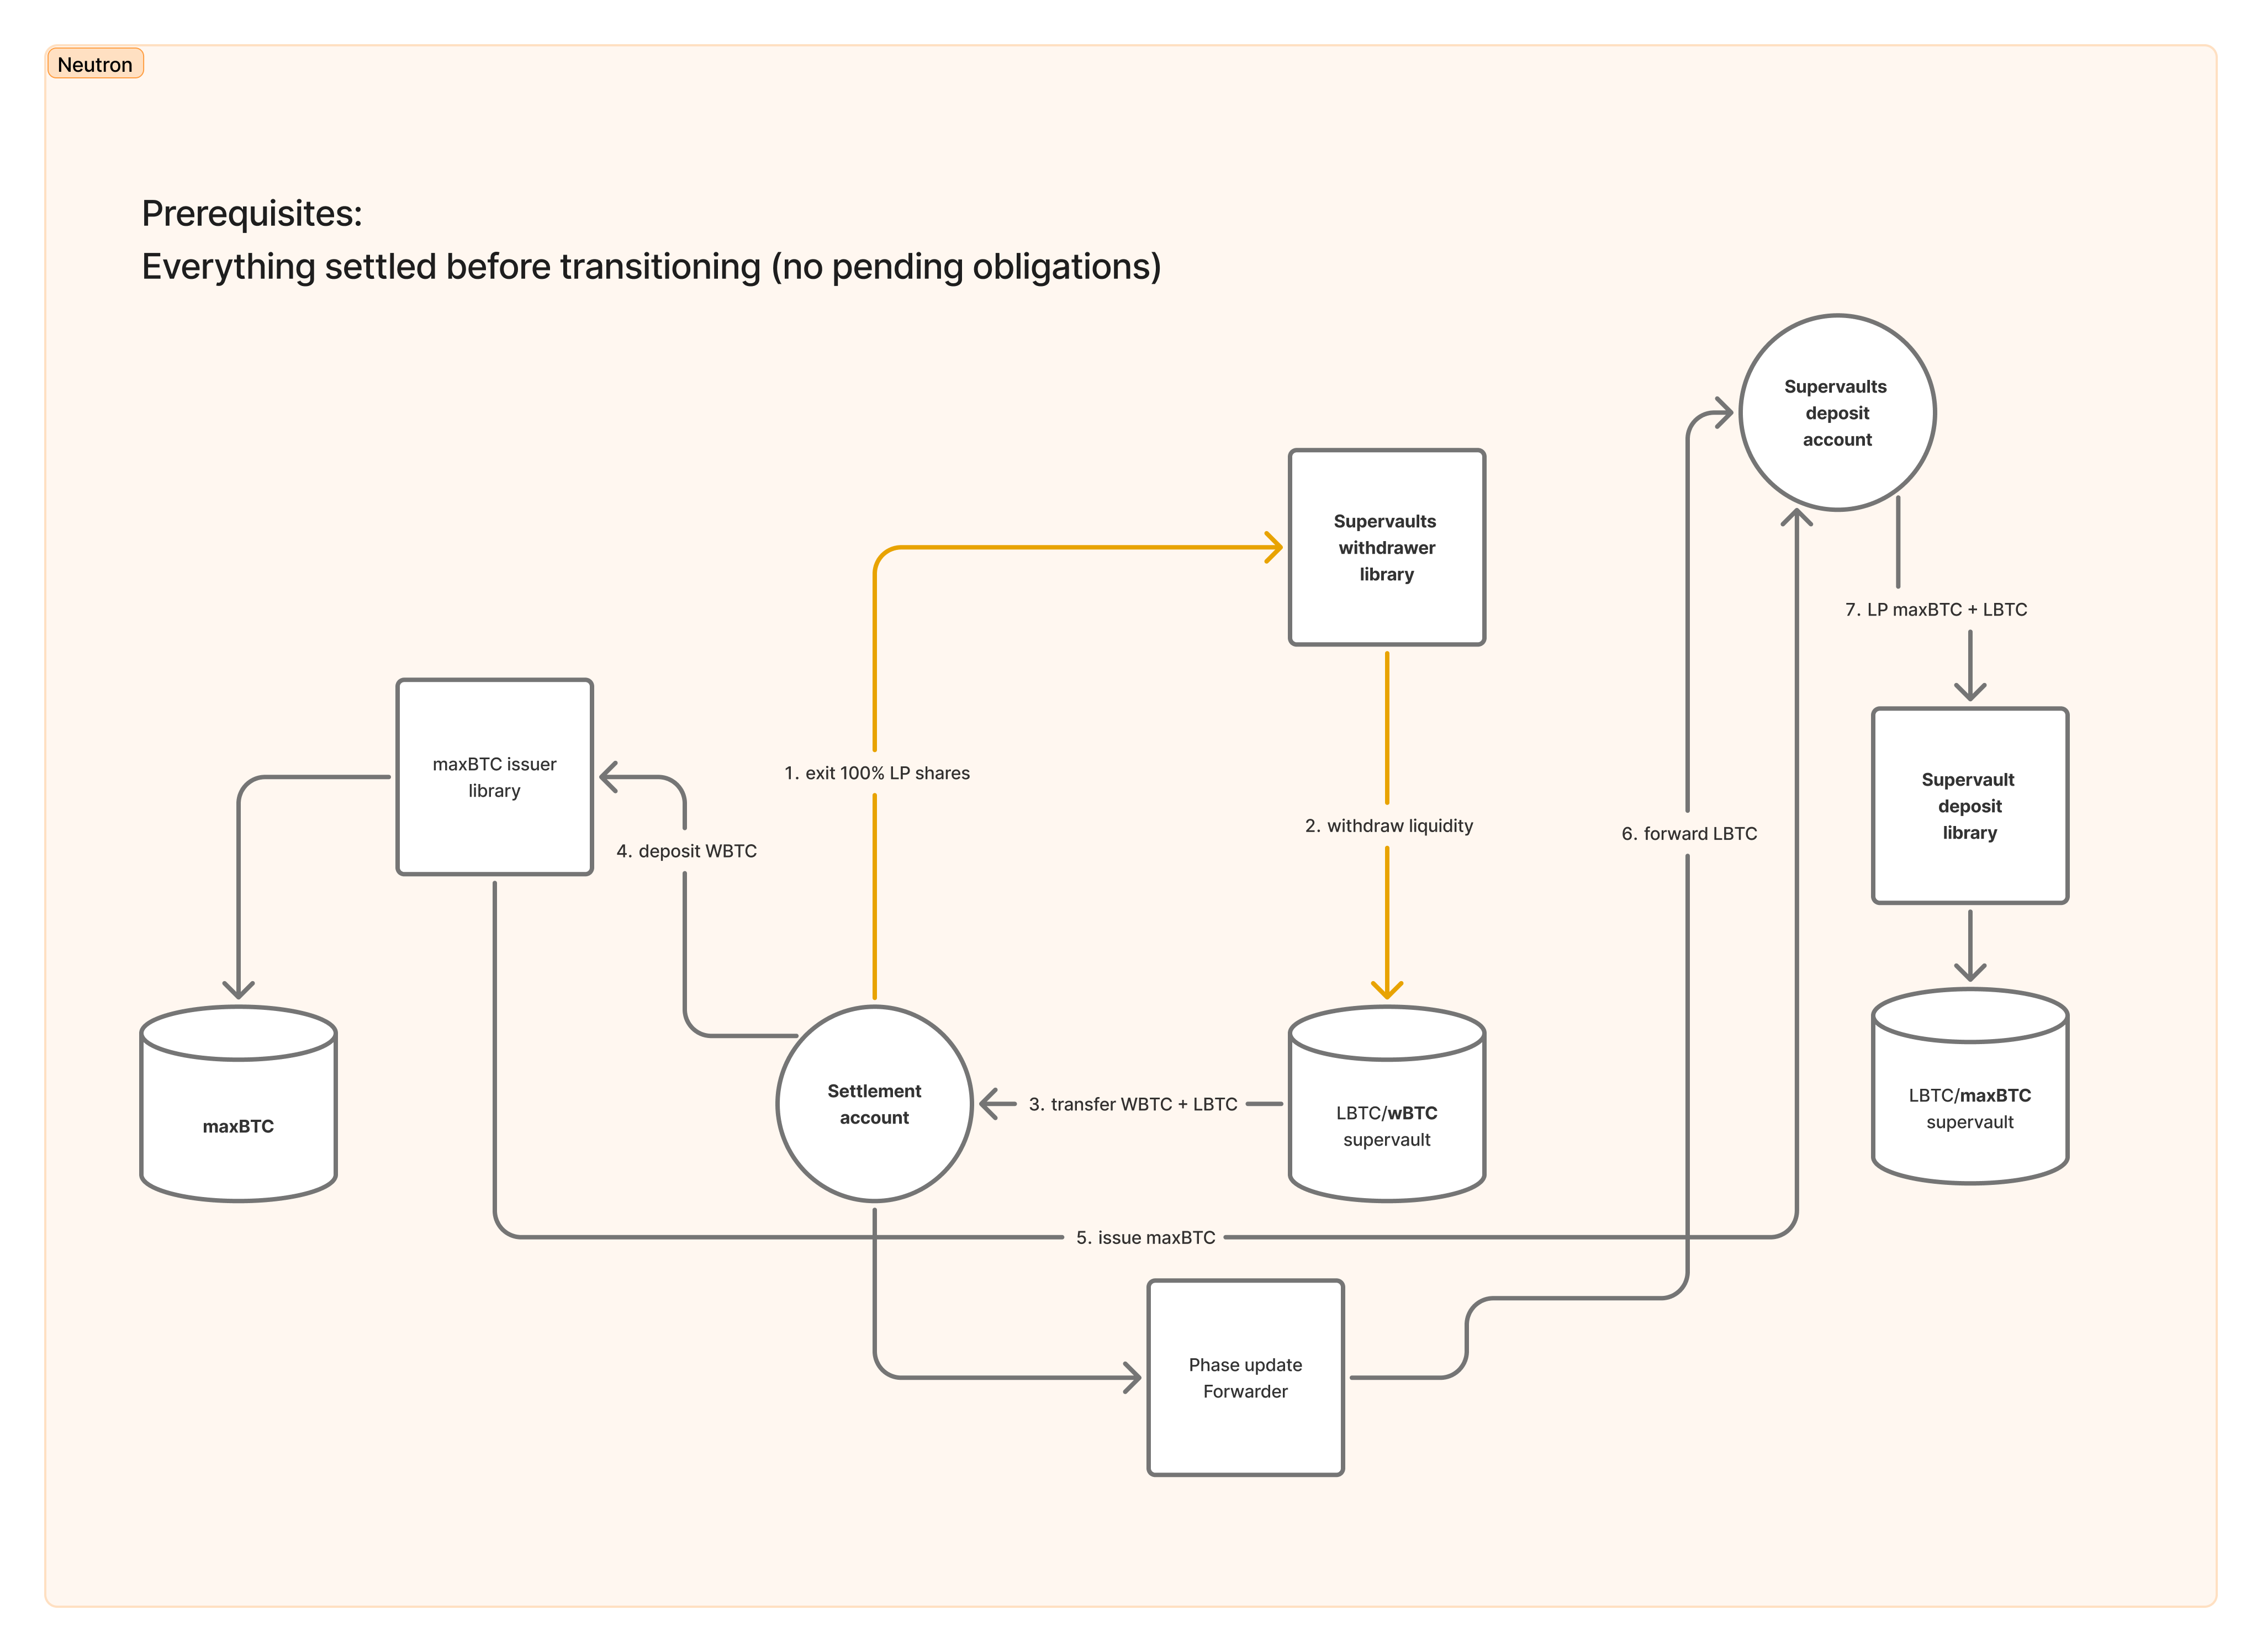 Neutron
Prerequisites:
Everything settled before transitioning (no pending obligations)
Supervaults
deposit
account
Supervaults
withdrawer
library
7. LP maxBTC + LBTC
maxBTC issuer
library
1. exit 100% LP shares
Supervault
deposit
library
2. withdraw liquidity
6. forward LBTC
4. deposit WBTC
maxBTC
Settlement
account
3. transfer WBTC + LBTC
LBTC/wBTC
supervault
LBTC/maxBTC
supervault
5. issue maxBTC
Phase update
Forwarder